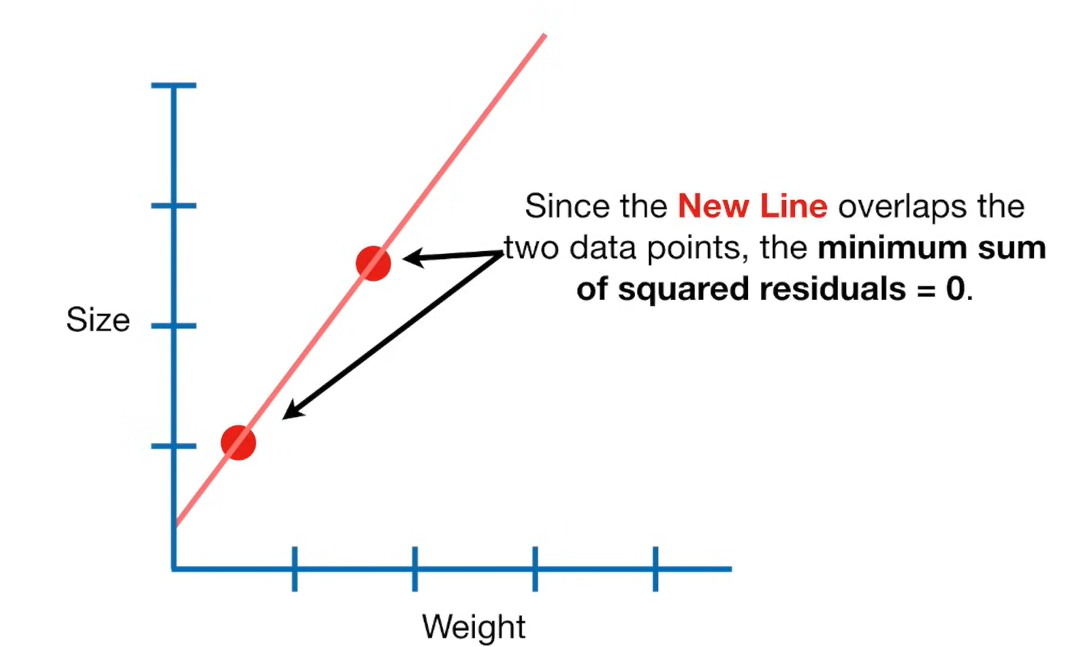 Since the New Line overlaps the
two data points, the minimum sum
of squared residuals = 0.
Size
Weight